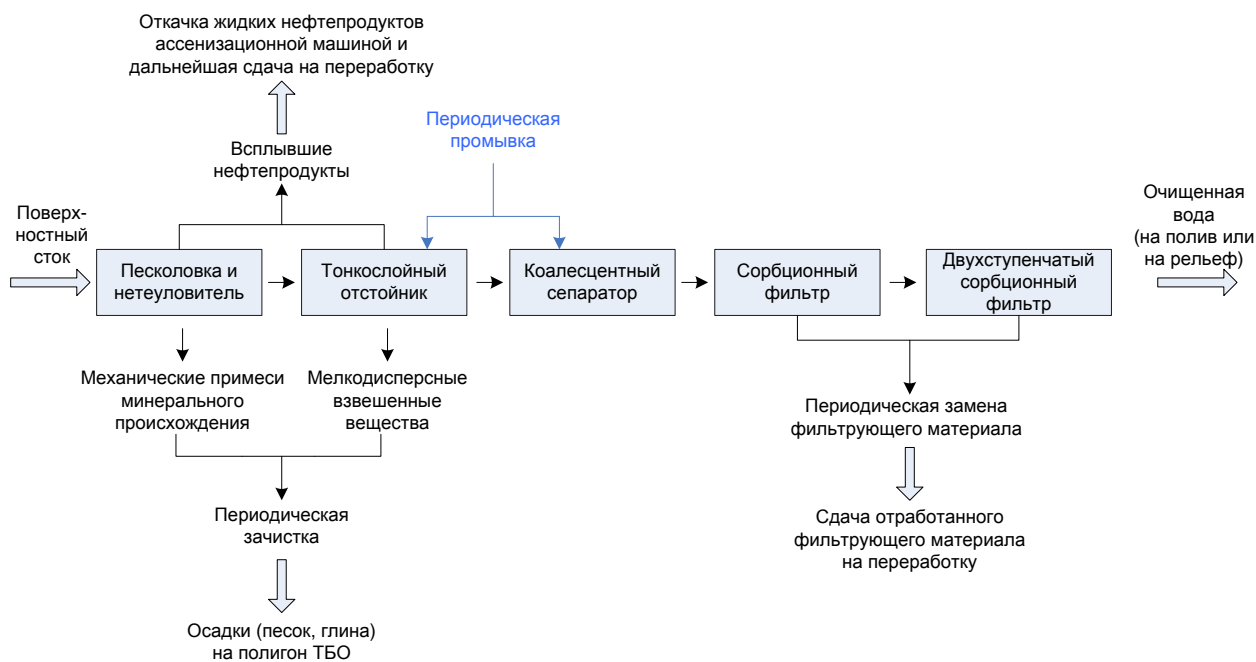 Откачка жидких нефтепродуктов
ассенизационной машиной и
дальнейшая сдача на переработку
Периодическая
промывка
Всплывшие
нефтепродукты
Поверх-
ностный
сток
Песколовка и
нетеуловитель
Тонкослойный
отстойник
Коалесцентный
сепаратор
Сорбционный
фильтр
Двухступенчатый
сорбционный
фильтр
Очищенная
вода
(на полив или
на рельеф)
Механические примеси
минерального
происхождения
Мелкодисперсные
взвешенные
вещества
Периодическая замена
фильтрующего материала
Периодическая
зачистка
Сдача отработанного
фильтрующего материала
на переработку
Осадки (песок, глина)
на полигон ТБО